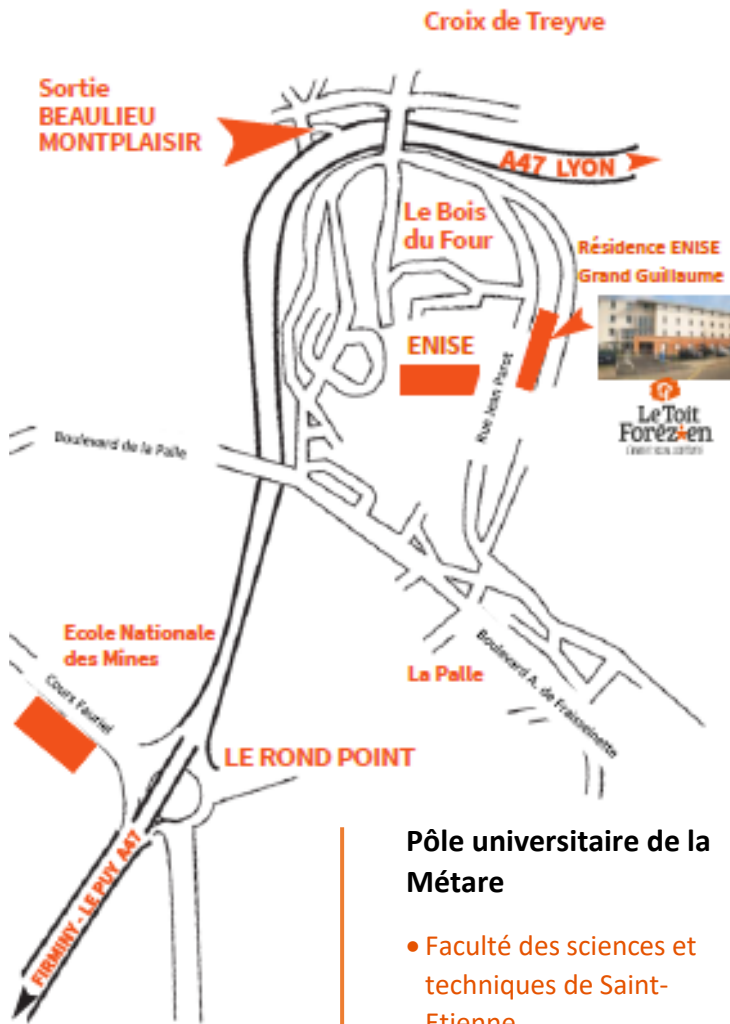 Croix de Treyve
Sortie
BEAULIEU
MONTPLAISIR
A47 LYON
Le Bois
du Four
Résidence ENISE
Grand Guillaume
ENISE
Rue Jean Parot
Le Toit
Forézien
Boulevard de la Palle
Ecole Nationale
des Mines
Cours Fauriel
La Palle
Boulevard A. de Fraisseinette
LE ROND POINT
FIRMINY - LE PUY A47
Pôle universitaire de la
Métare
• Faculté des sciences et
techniques de Saint-
Etienne